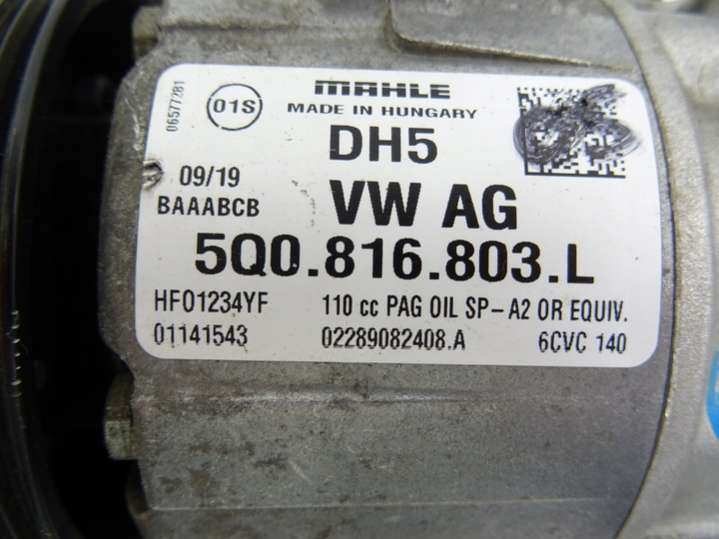 MAHLE
01S
MADE IN HUNGARY
06577281
DH5
09/19
BAAABCB
VW AG
5Q0.816.803.L
HFO1234YF 110 cc PAG OIL SP-A2 OR EQUIV.
01141543 02289082408.A 6CVC 140